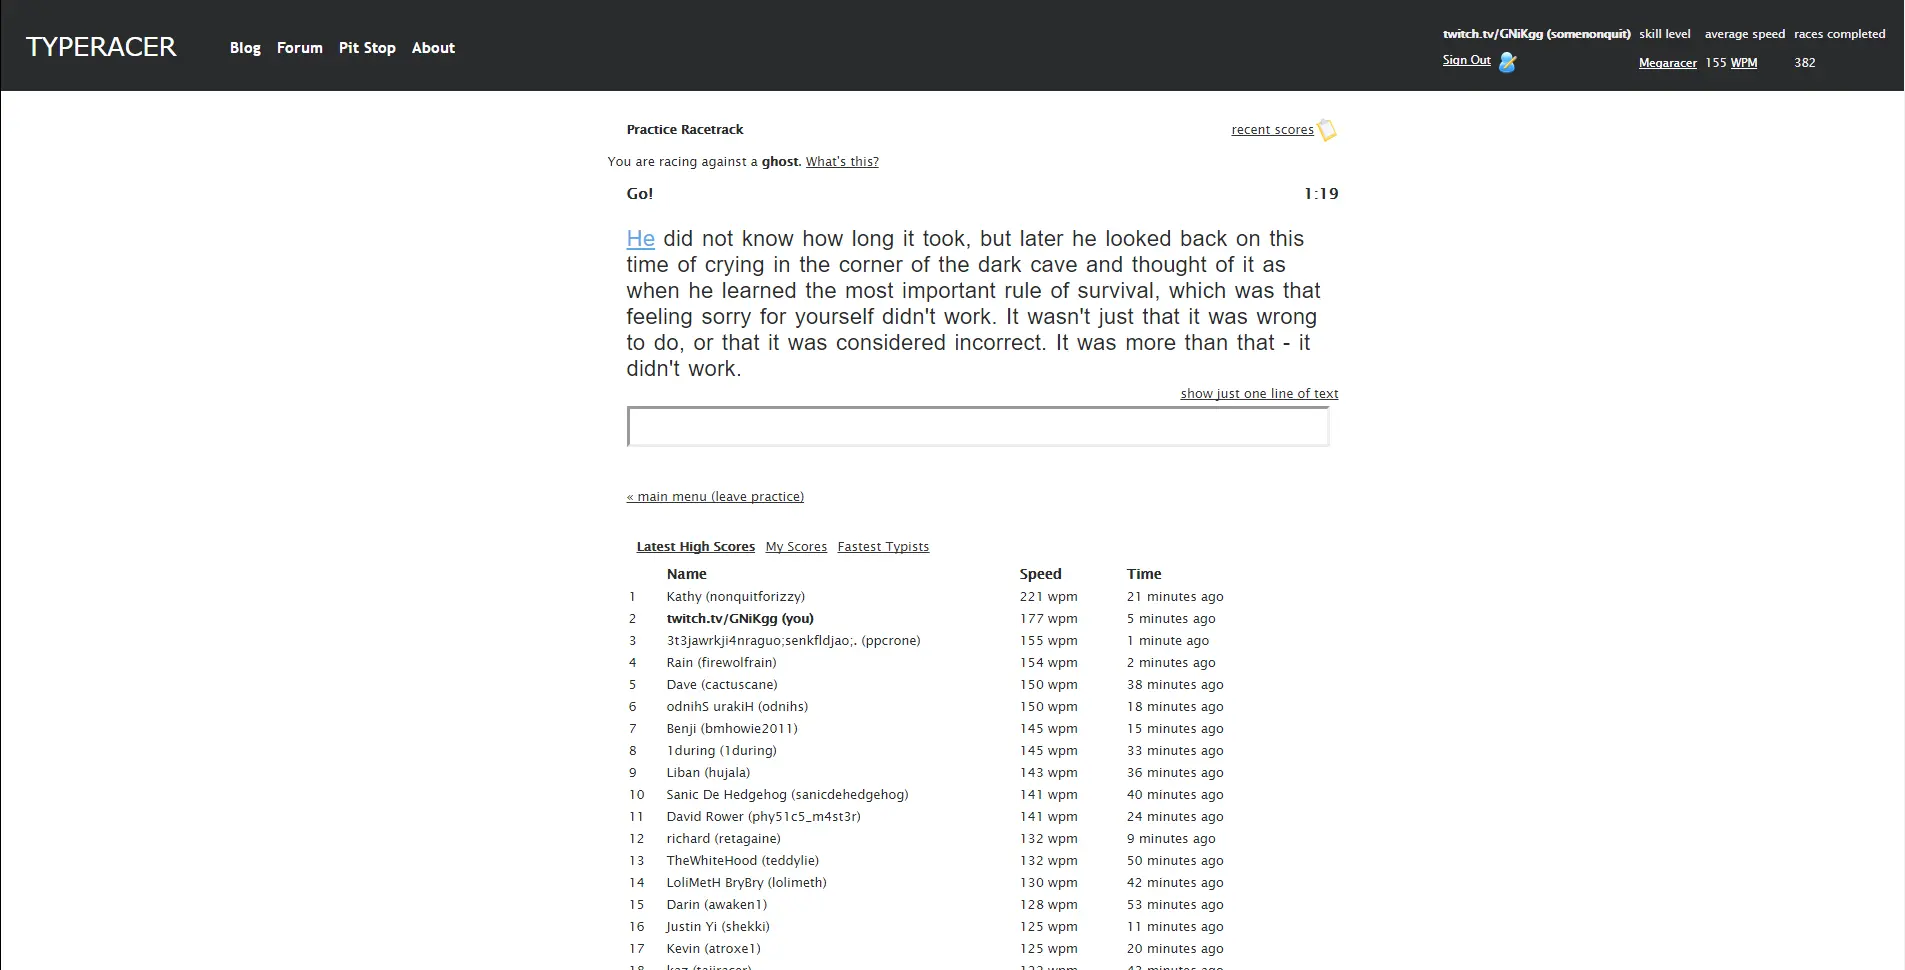 TYPERACER
Blog Forum Pit Stop About
twitch.tv/GNiKgg (somenonquit) skill level average speed races completed
Sign Out Megaracer 155 WPM 382
Practice Racetrack recent scores
You are racing against a ghost. What's this?
Go! 1:19
He did not know how long it took, but later he looked back on this
time of crying in the corner of the dark cave and thought of it as
when he learned the most important rule of survival, which was that
feeling sorry for yourself didn't work. It wasn't just that it was wrong
to do, or that it was considered incorrect. It was more than that - it
didn't work.
show just one line of text
« main menu (leave practice)
Latest High Scores My Scores Fastest Typists
Name Speed Time
1 Kathy (nonquitforizzy) 221 wpm 21 minutes ago
2 twitch.tv/GNiKgg (you) 177 wpm 5 minutes ago
3 3t3jawrkji4nraguo;senkfldjao;. (ppcrone) 155 wpm 1 minute ago
4 Rain (firewolfrain) 154 wpm 2 minutes ago
5 Dave (cactuscane) 150 wpm 38 minutes ago
6 odnihS urakiH (odnihs) 150 wpm 18 minutes ago
7 Benji (bmhowie2011) 145 wpm 15 minutes ago
8 1during (1during) 145 wpm 33 minutes ago
9 Liban (hujala) 143 wpm 36 minutes ago
10 Sanic De Hedgehog (sanicdehedgehog) 141 wpm 40 minutes ago
11 David Rower (phy51c5_m4st3r) 141 wpm 24 minutes ago
12 richard (retagaine) 132 wpm 9 minutes ago
13 TheWhiteHood (teddylie) 132 wpm 50 minutes ago
14 LoliMetH BryBry (lolimeth) 130 wpm 42 minutes ago
15 Darin (awaken1) 128 wpm 53 minutes ago
16 Justin Yi (shekki) 125 wpm 11 minutes ago
17 Kevin (atroxe1) 125 wpm 20 minutes ago